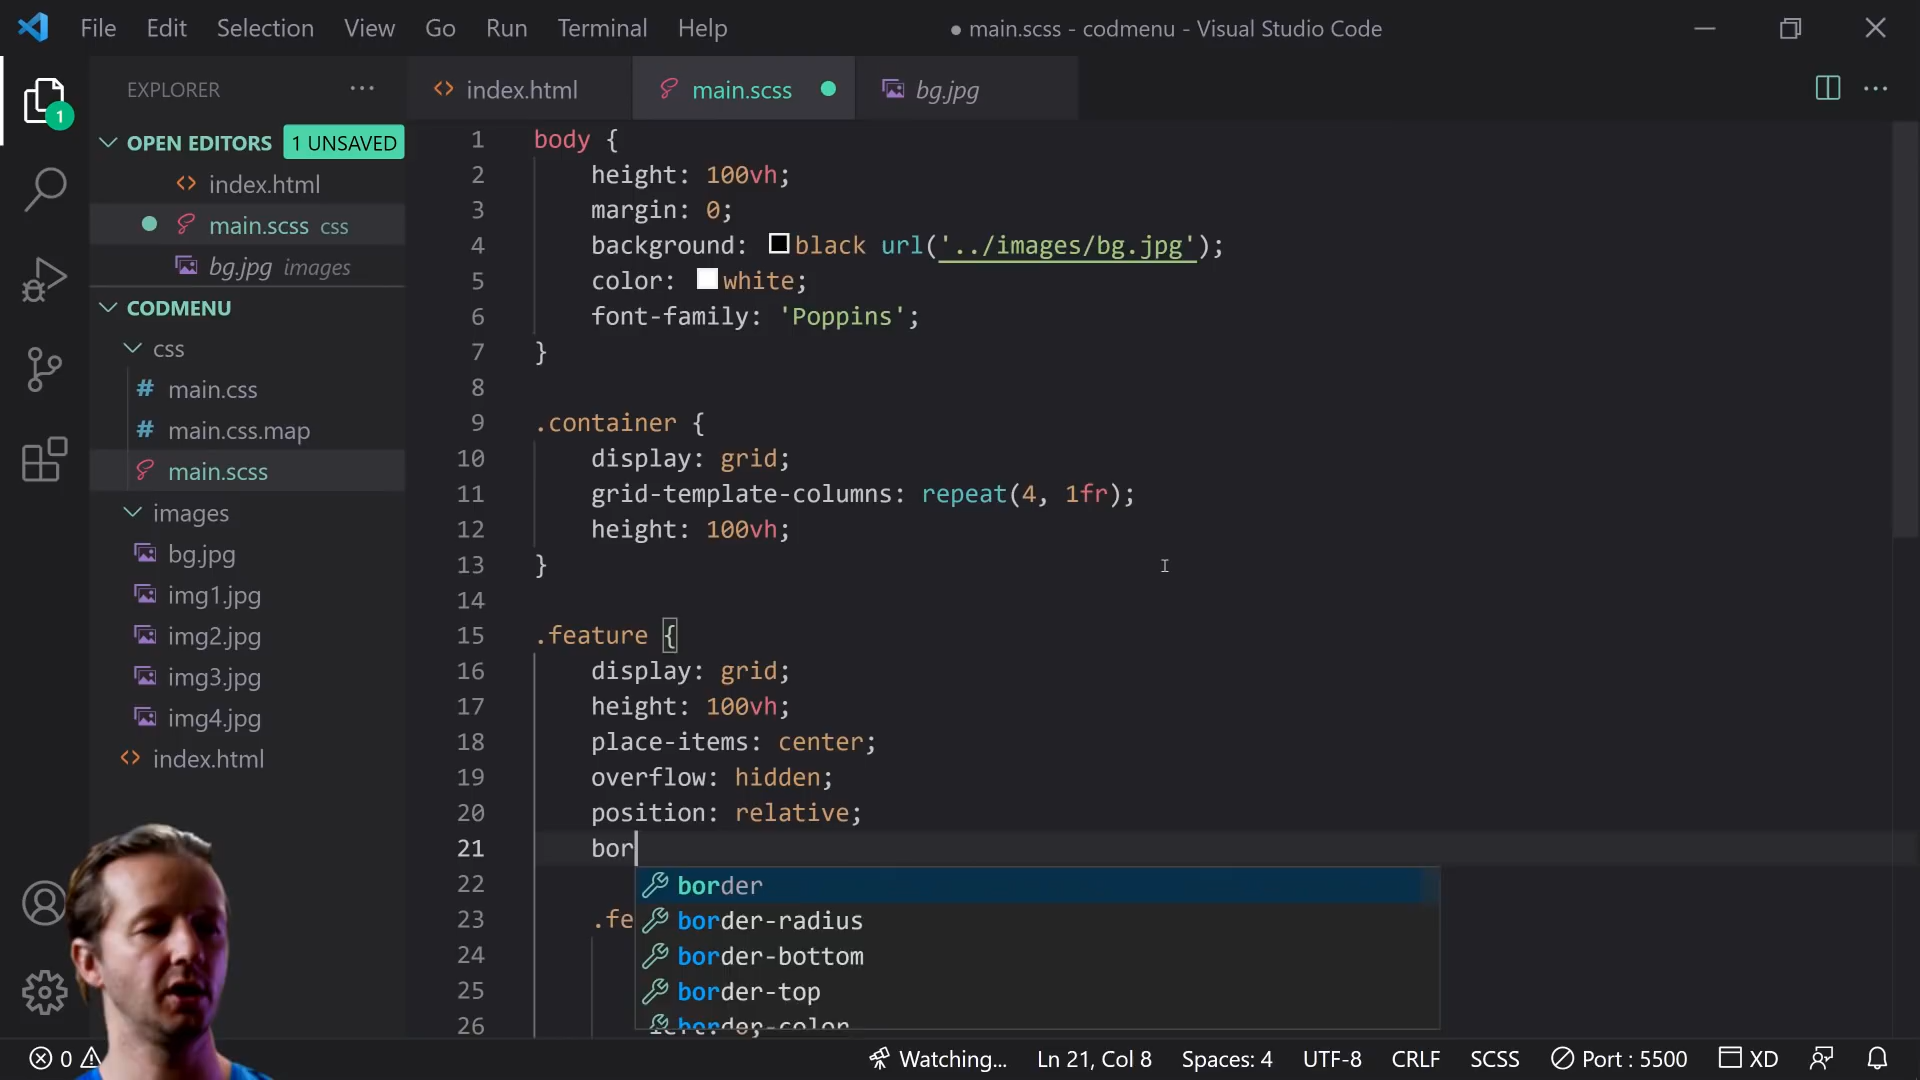 File Edit Selection View Go Run Terminal Help ● main.scss - codmenu - Visual Studio Code
EXPLORER ···
index.html main.scss bg.jpg
1
OPEN EDITORS 1 UNSAVED
index.html
main.scss css
bg.jpg images
CODMENU
css
main.css
main.css.map
main.scss
images
bg.jpg
img1.jpg
img2.jpg
img3.jpg
img4.jpg
index.html
1 body {
2 height: 100vh;
3 margin: 0;
4 background: black url('../images/bg.jpg');
5 color: white;
6 font-family: 'Poppins';
7 }
8
9 .container {
10 display: grid;
11 grid-template-columns: repeat(4, 1fr);
12 height: 100vh;
13 }
14
15 .feature {
16 display: grid;
17 height: 100vh;
18 place-items: center;
19 overflow: hidden;
20 position: relative;
21 bor
22
23 .fe
24
25
26
border
border-radius
border-bottom
border-top
border-color
0 Watching... Ln 21, Col 8 Spaces: 4 UTF-8 CRLF SCSS Port : 5500 XD